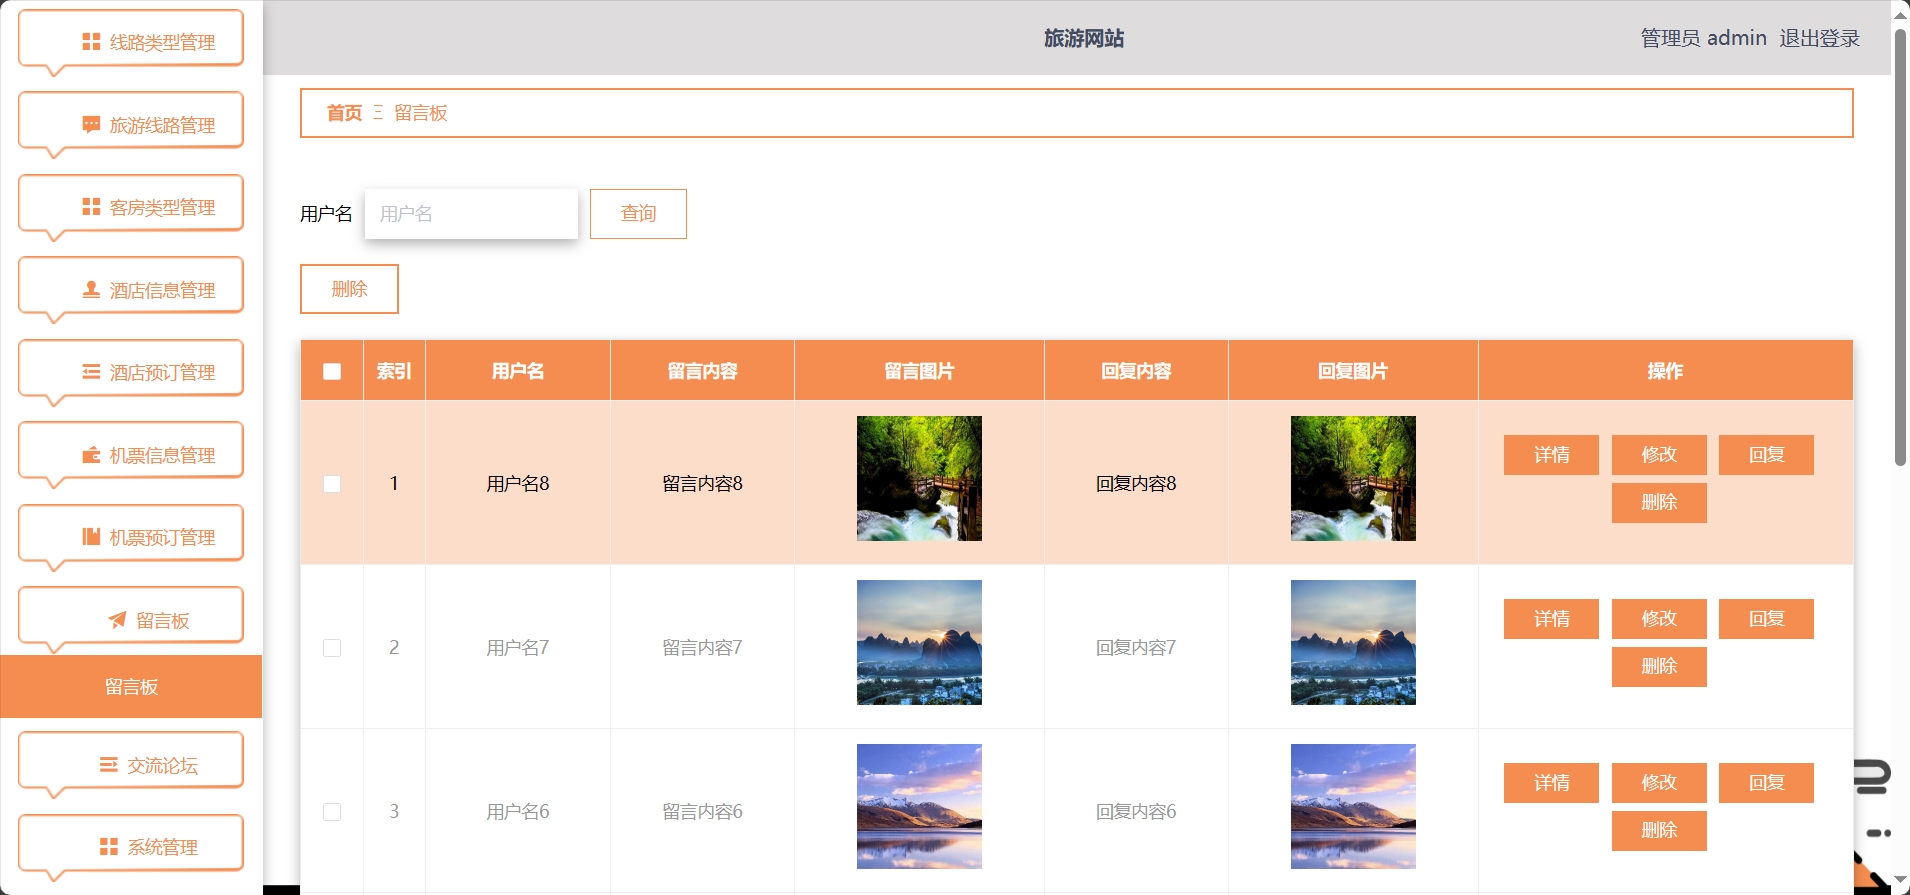 线路类型管理
旅游线路管理
客房类型管理
酒店信息管理
酒店预订管理
机票信息管理
机票预订管理
留言板
留言板
交流论坛
系统管理
旅游网站
管理员 admin 退出登录
首页 Ξ 留言板
用户名 用户名 查询
删除
索引 用户名 留言内容 留言图片 回复内容 回复图片 操作
1 用户名8 留言内容8 回复内容8 详情 修改 回复
删除
2 用户名7 留言内容7 回复内容7 详情 修改 回复
删除
3 用户名6 留言内容6 回复内容6 详情 修改 回复
删除